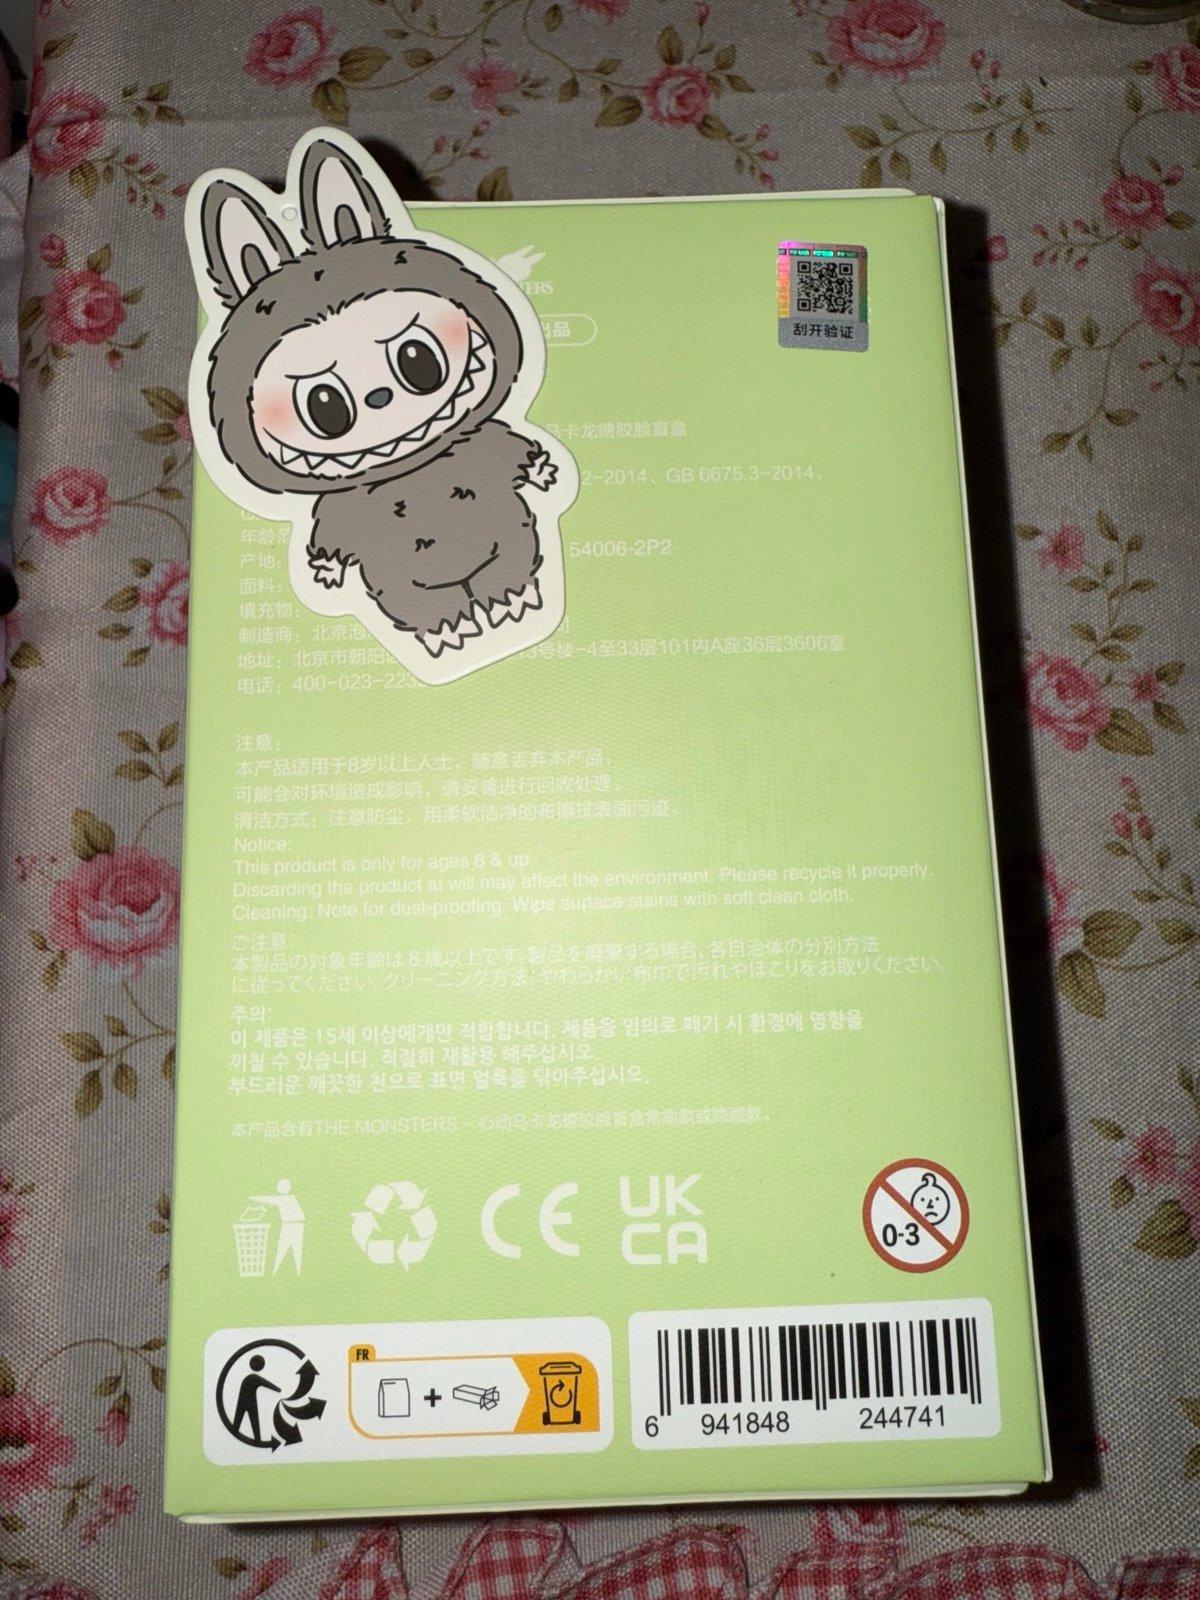 出品
刮开验证
马卡龙搪胶脸盲盒
2-2014、GB 6675.3-2014、
年龄范
产地：
54006-2P2
面料：
填充物：
制造商：北京泡
地址：北京市朝阳区 13号楼-4至33层101内A座36层3606室
电话：400-023-223
注意：
本产品适用于8岁以上人士，随意丢弃本产品，
可能会对环境造成影响，请妥善进行回收处理。
清洁方式：注意防尘，用柔软洁净的布擦拭表面污迹。
Notice:
This product is only for ages 8 & up.
Discarding the product at will may affect the environment. Please recycle it properly.
Cleaning: Note for dust-proofing. Wipe surface stains with soft clean cloth.
ご注意:
本製品の対象年齢は8歳以上です。製品を廃棄する場合、各自治体の分別方法
に従ってください。クリーニング方法:やわらかい布巾で汚れやほこりをお取りください。
주의:
이 제품은 15세 이상에게만 적합합니다. 제품을 임의로 폐기 시 환경에 영향을
끼칠 수 있습니다. 적절히 재활용 해주십시오.
부드러운 깨끗한 천으로 표면 얼룩을 닦아주십시오.
本产品含有THE MONSTERS - 心动马卡龙搪胶脸盲盒常规款或隐藏款。
CE
UK
CA
0-3
FR
6 941848 244741